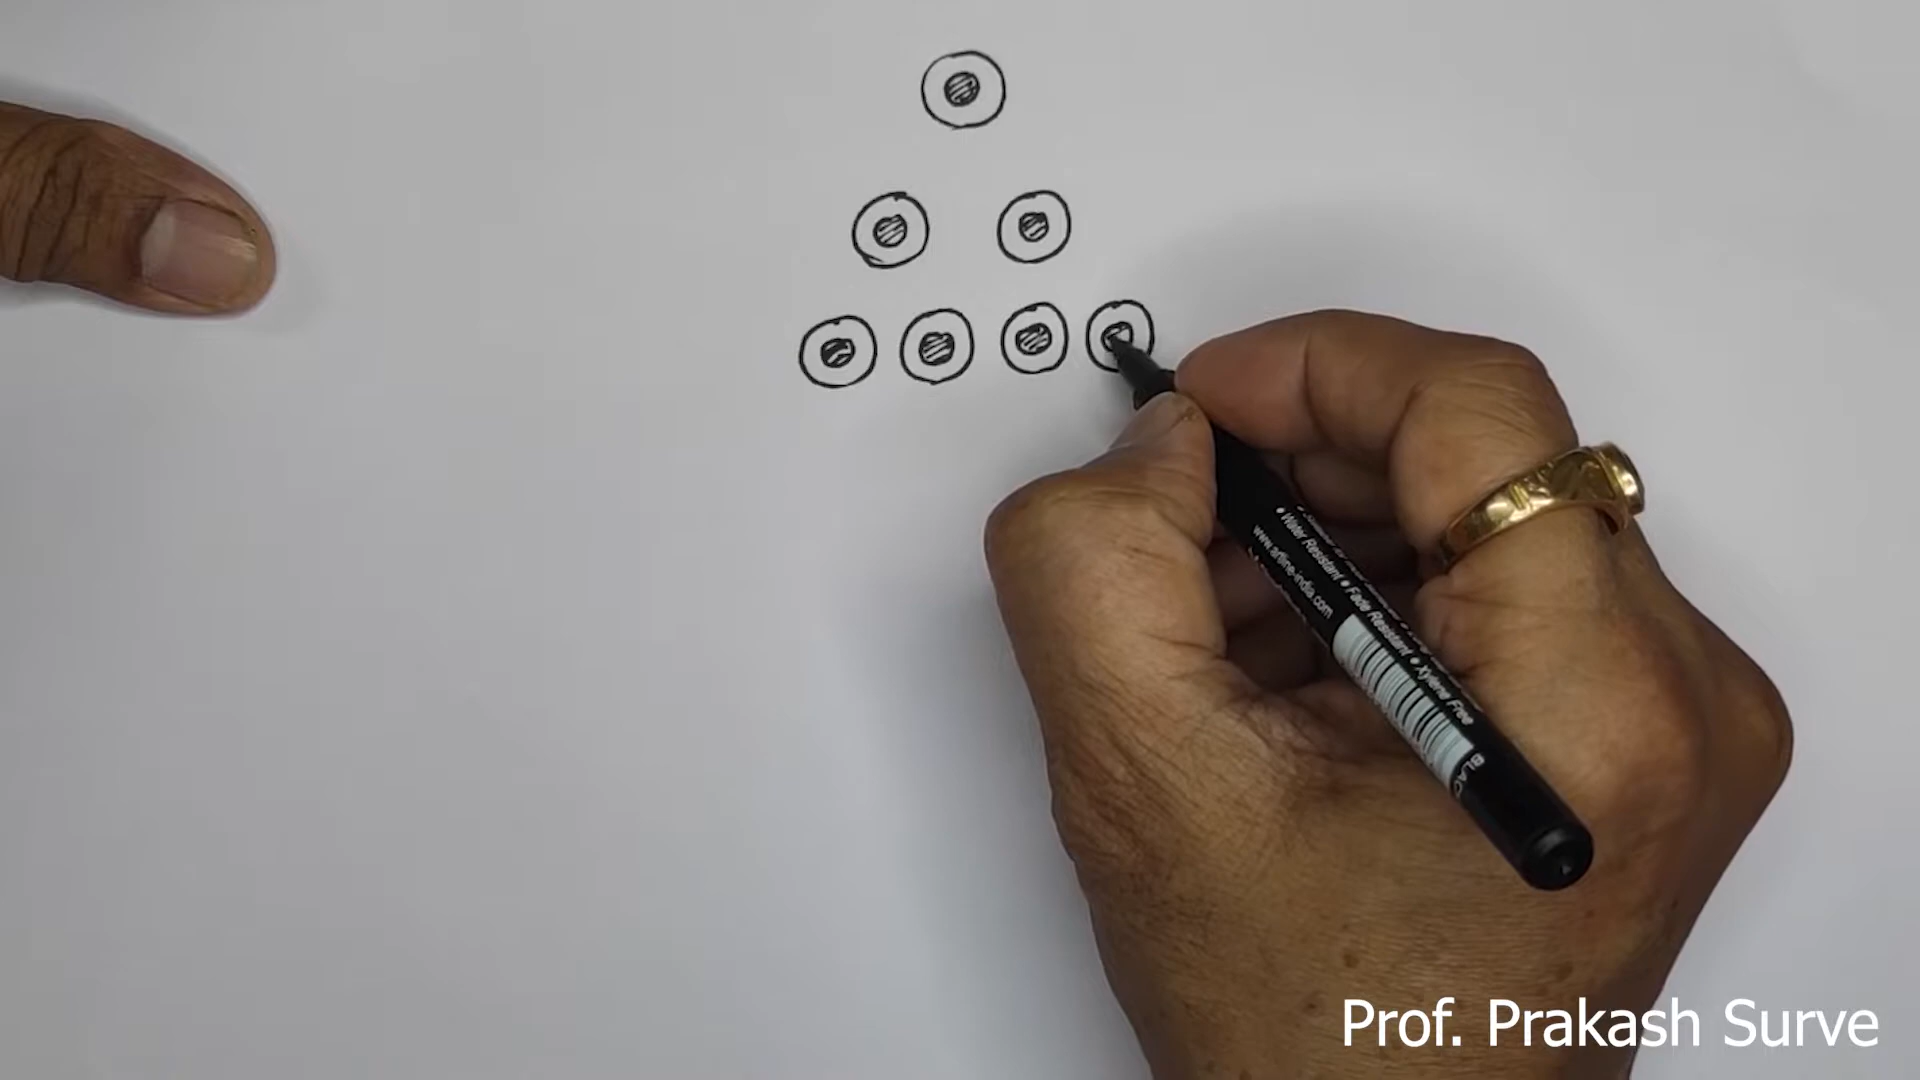 • Water Resistant • Fade Resistant • Xylene Free
www.artline-india.com
Prof. Prakash Surve